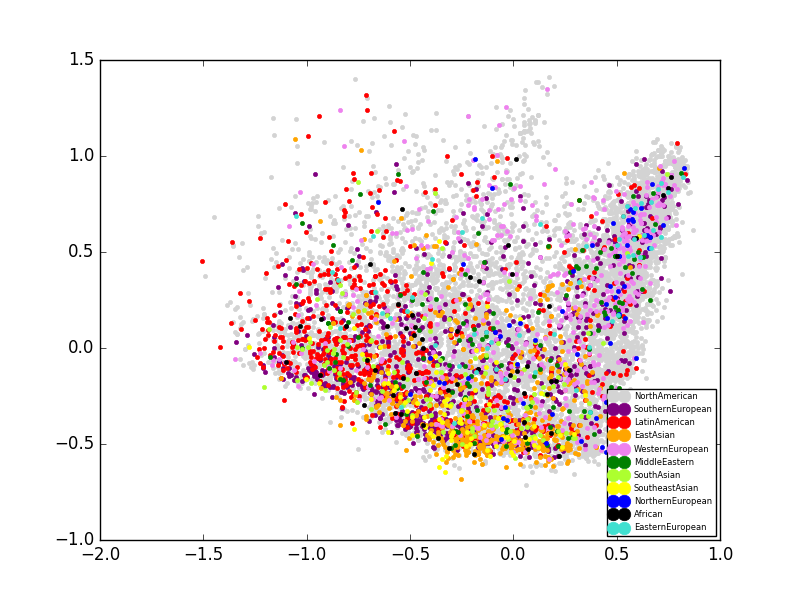 1.5
1.0
0.5
0.0
−0.5
−1.0
−2.0 −1.5 −1.0 −0.5 0.0 0.5 1.0
NorthAmerican
SouthernEuropean
LatinAmerican
EastAsian
WesternEuropean
MiddleEastern
SouthAsian
SoutheastAsian
NorthernEuropean
African
EasternEuropean